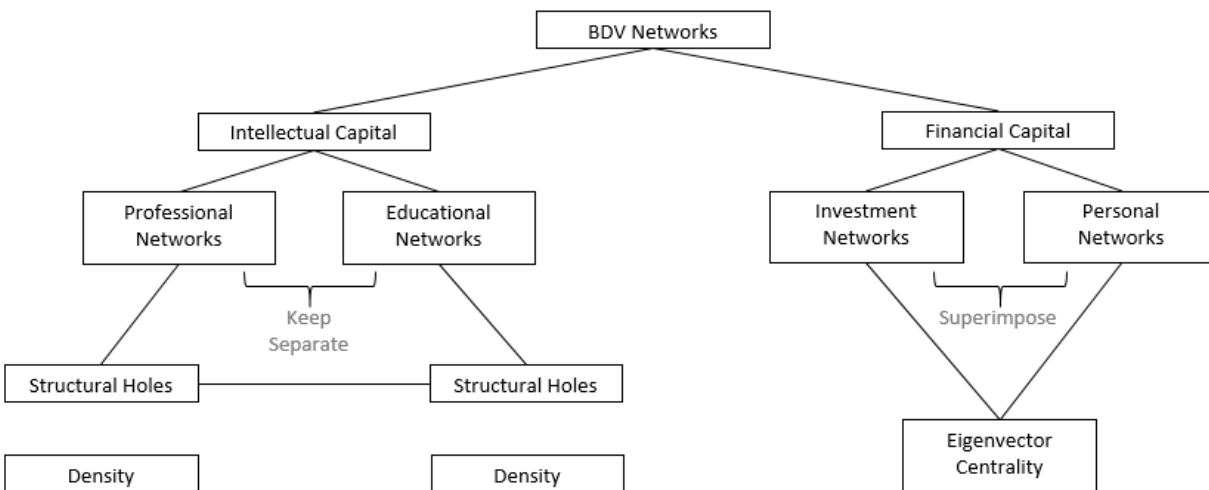 BDV Networks
Intellectual Capital
Financial Capital
Professional
Networks
Educational
Networks
Investment
Networks
Personal
Networks
Keep
Separate
Superimpose
Structural Holes
Structural Holes
Eigenvector
Centrality
Density
Density